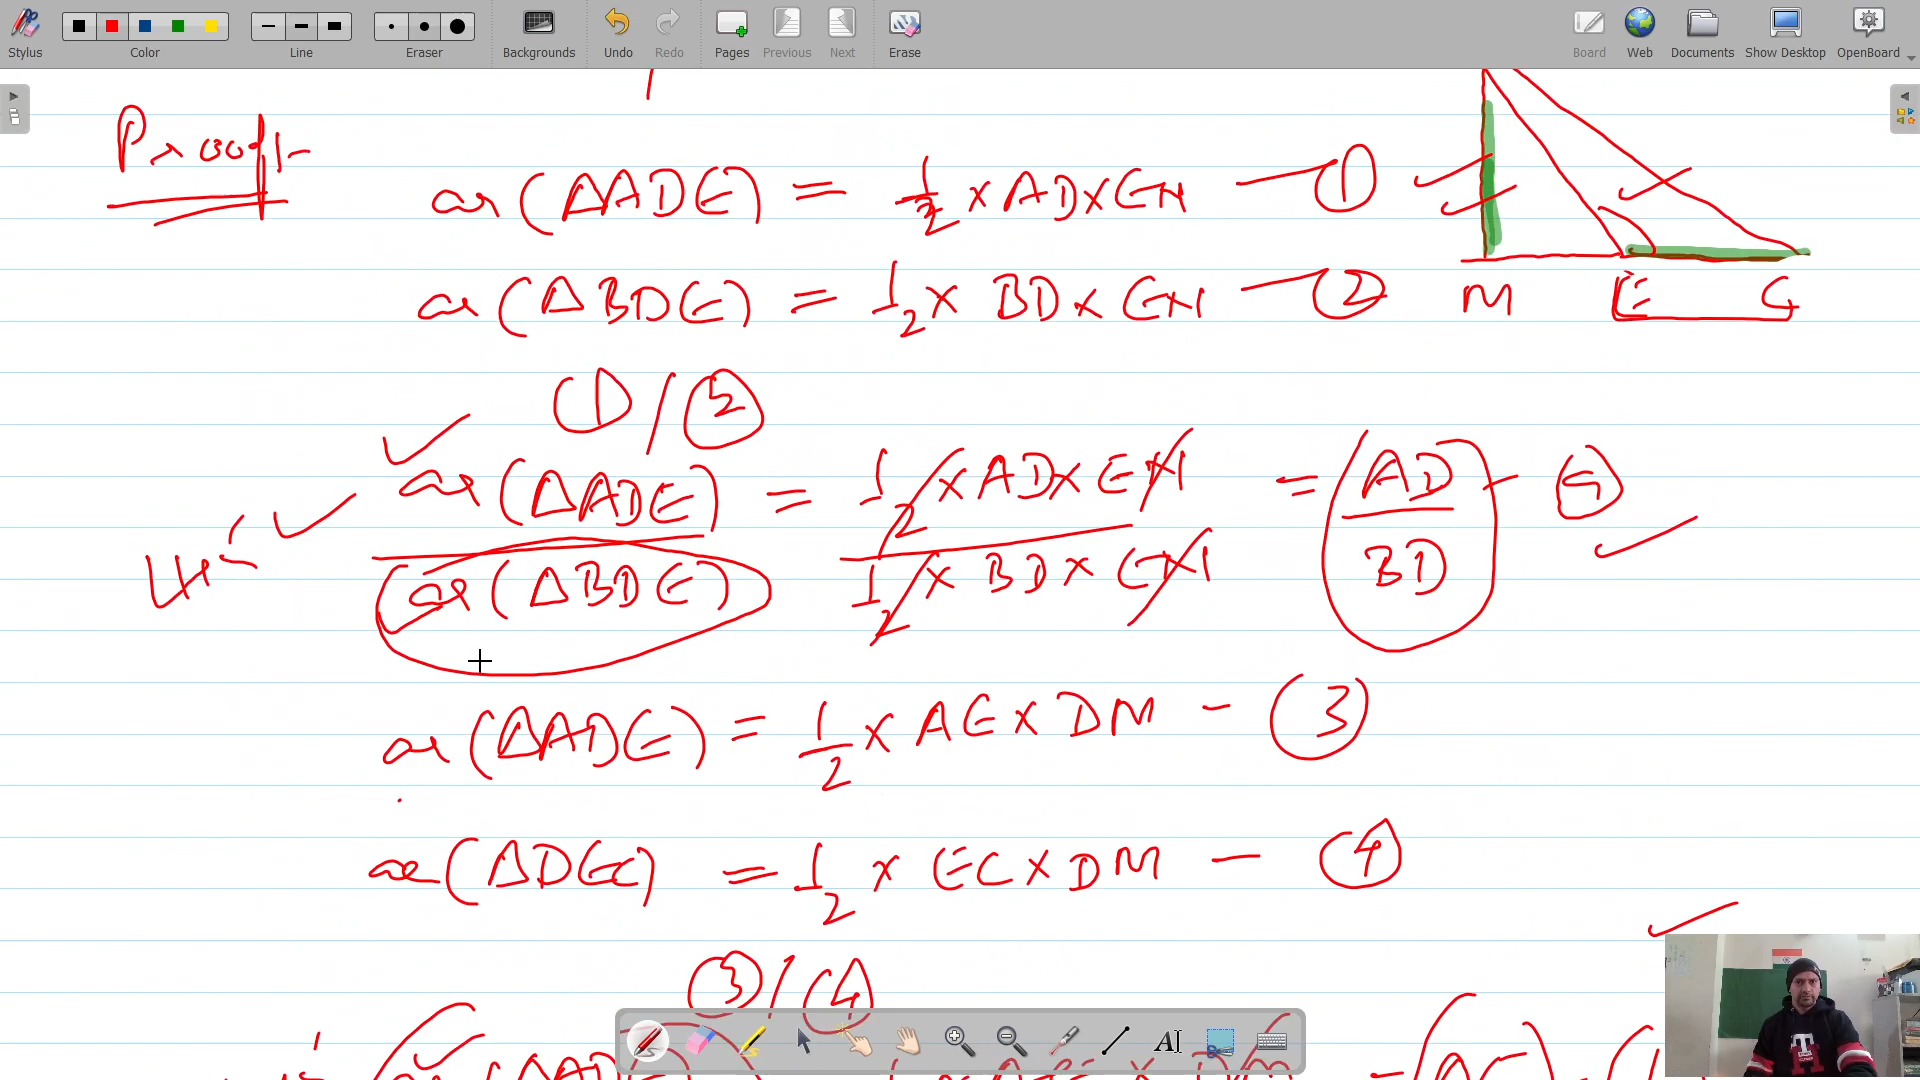 Stylus Color Line Eraser Backgrounds Undo Redo Pages Previous Next Erase Board Web Documents Show Desktop OpenBoard
Proof:-
ar(ΔADE) = 1/2 × AD × EN — ①
ar(ΔBDE) = 1/2 × BD × EN — ②
M E C
① / ②
ar(ΔADE) = 1/2 × AD × EN = AD —
ar(ΔBDE) 1/2 × BD × EN BD
LHS
ar(ΔADE) = 1/2 × AE × DM — ③
ar(ΔDEC) = 1/2 × EC × DM — ④
③ / ④